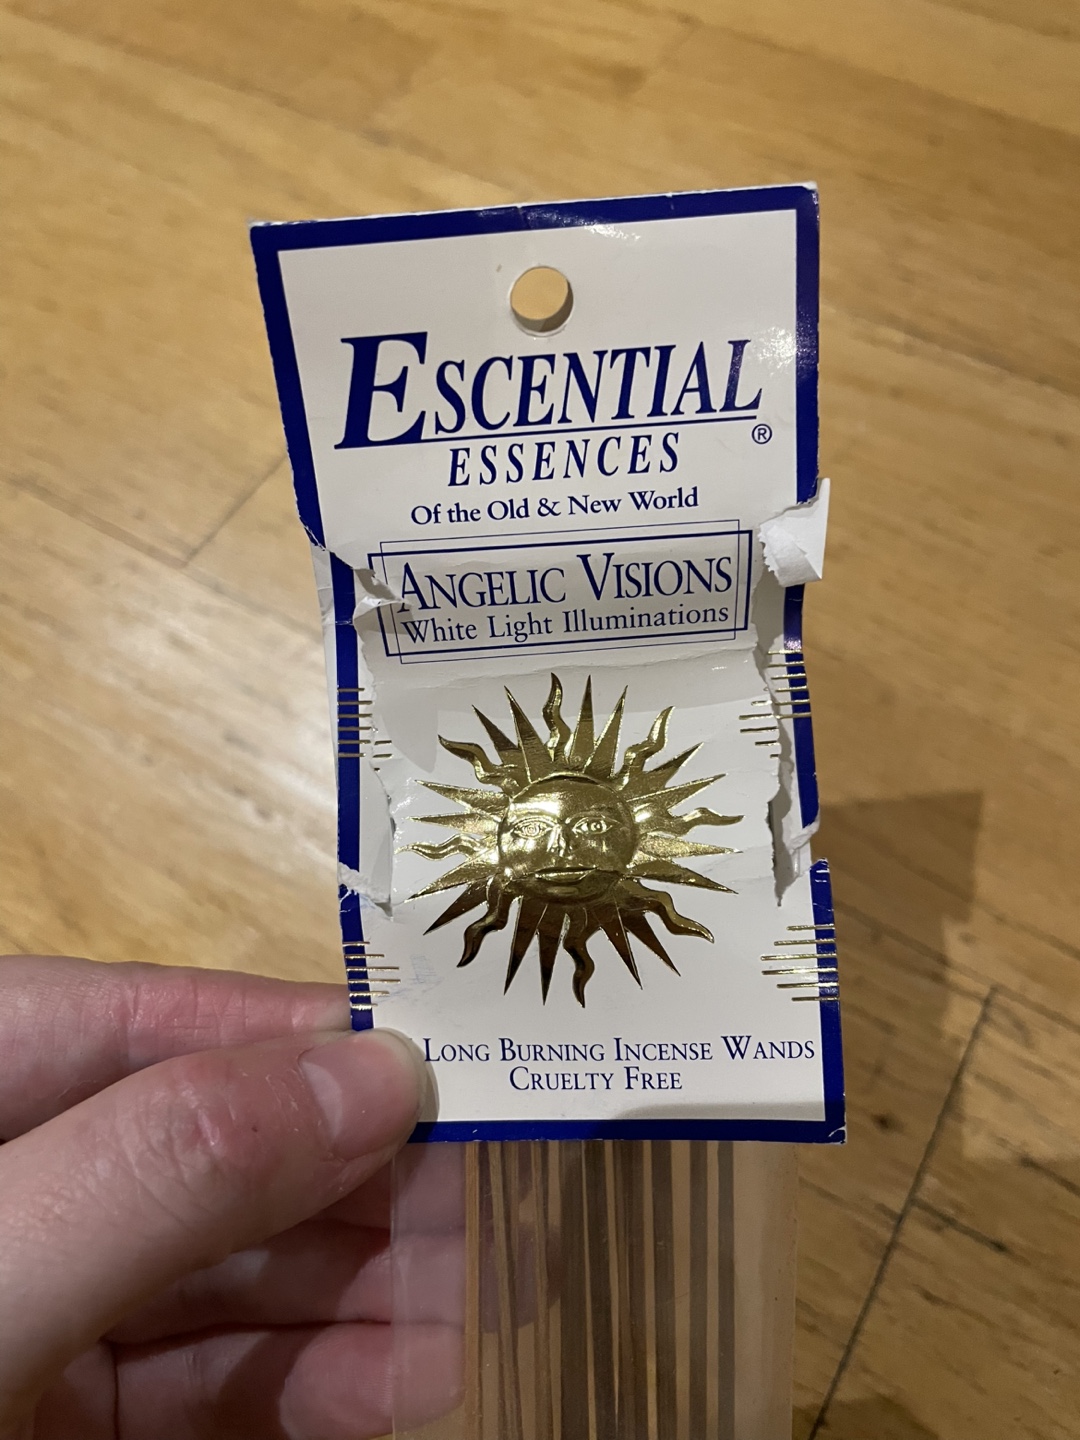 ESCENTIAL
ESSENCES ®
Of the Old & New World
ANGELIC VISIONS
White Light Illuminations
LONG BURNING INCENSE WANDS
CRUELTY FREE